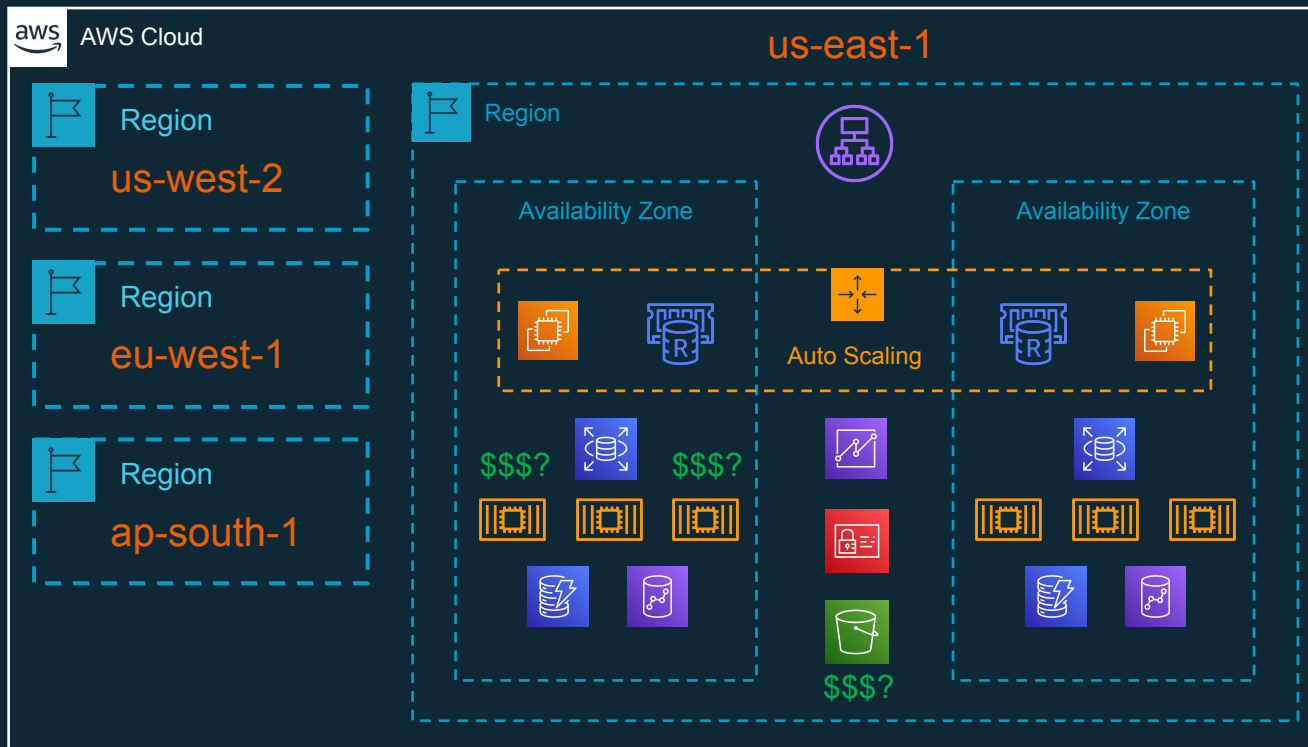 aws
AWS Cloud
us-east-1
Region
us-west-2
Region
eu-west-1
Region
ap-south-1
Region
Availability Zone
Availability Zone
R
Auto Scaling
R
$$$?
$$$?
$$$?